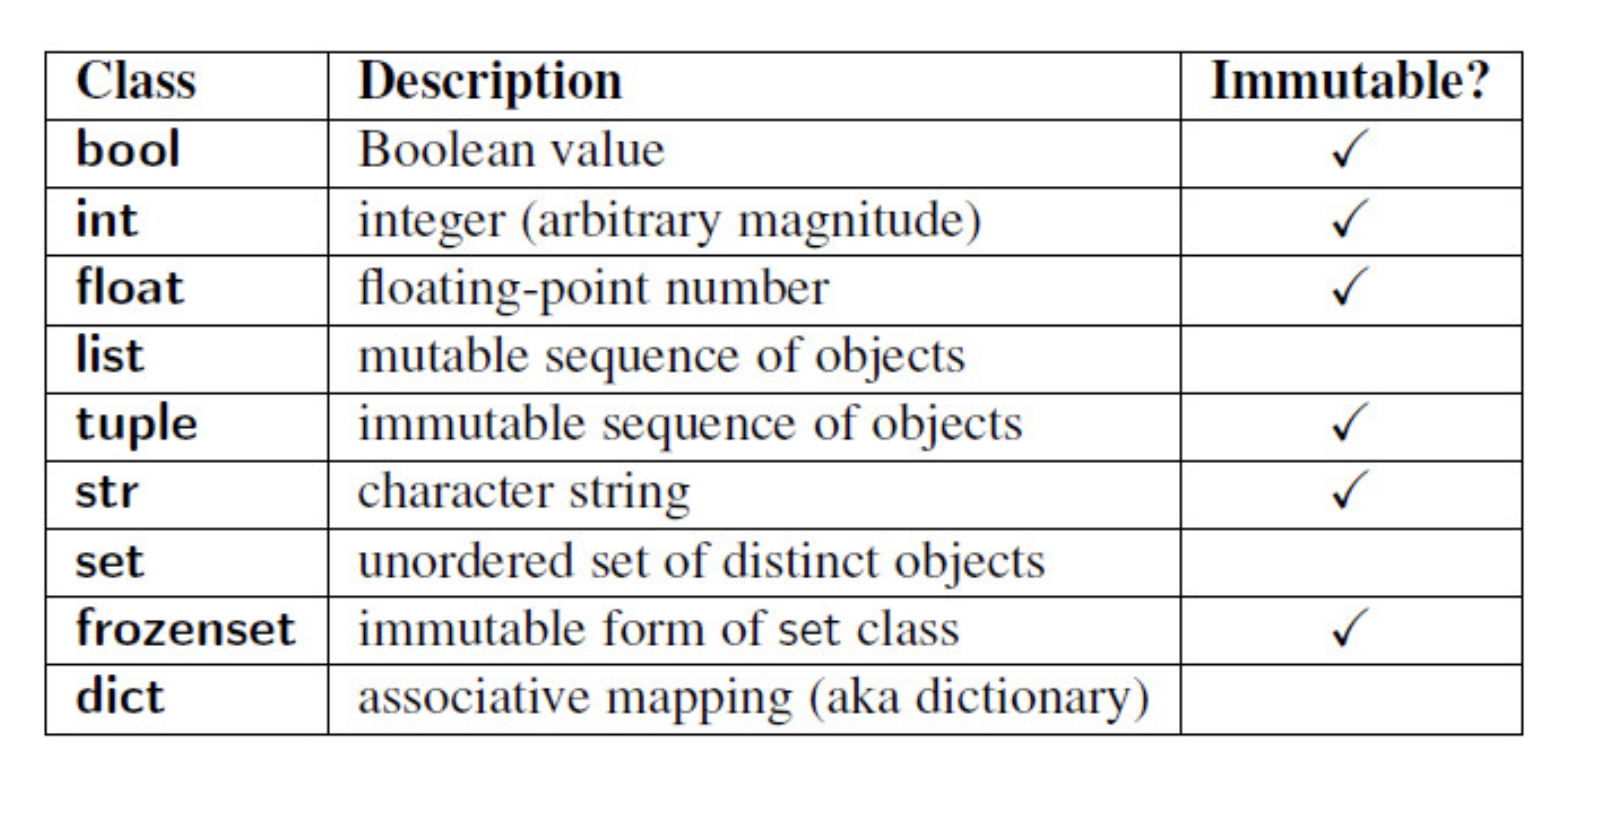 Class Description Immutable?
bool Boolean value ✓
int integer (arbitrary magnitude) ✓
float floating-point number ✓
list mutable sequence of objects
tuple immutable sequence of objects ✓
str character string ✓
set unordered set of distinct objects
frozenset immutable form of set class ✓
dict associative mapping (aka dictionary)